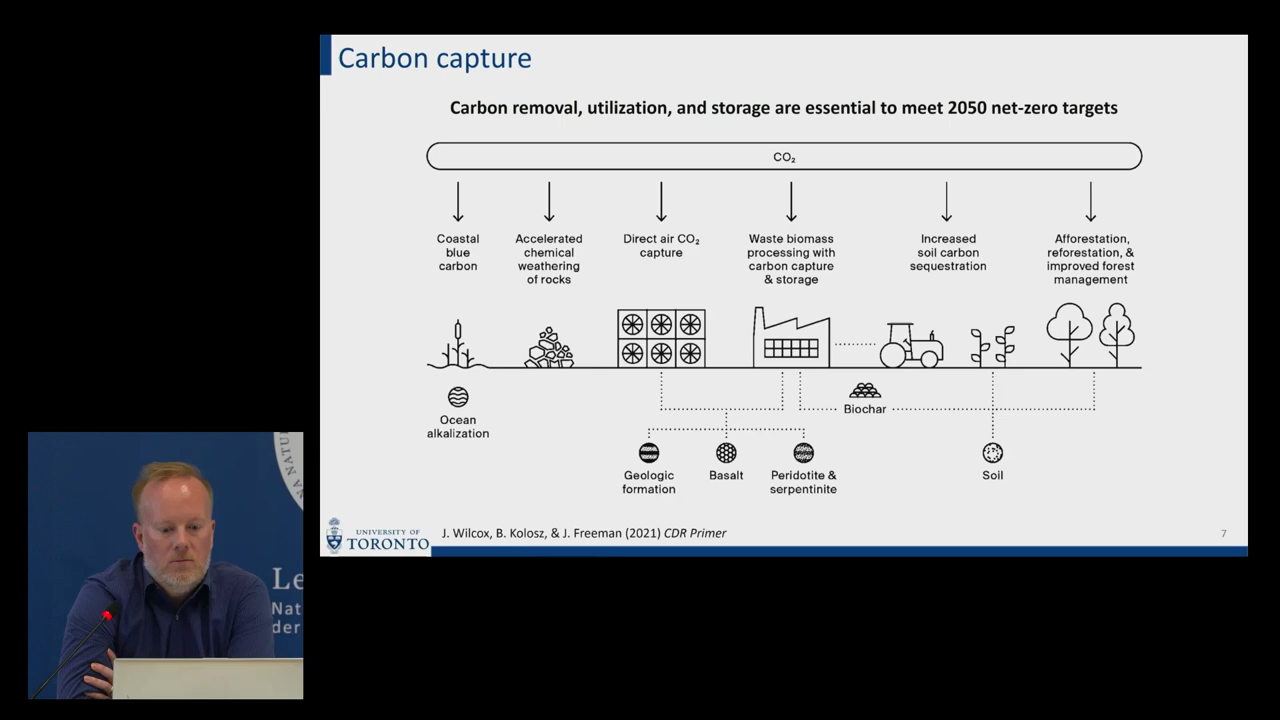 Carbon capture
Carbon removal, utilization, and storage are essential to meet 2050 net-zero targets
CO₂
Coastal
blue
carbon
Accelerated
chemical
weathering
of rocks
Direct air CO₂
capture
Waste biomass
processing with
carbon capture
& storage
Increased
soil carbon
sequestration
Afforestation,
reforestation, &
improved forest
management
Ocean
alkalization
Biochar
Geologic
formation
Basalt
Peridotite &
serpentinite
Soil
UNIVERSITY OF
TORONTO
J. Wilcox, B. Kolosz, & J. Freeman (2021) CDR Primer
7
NATU
Le
Nat
der